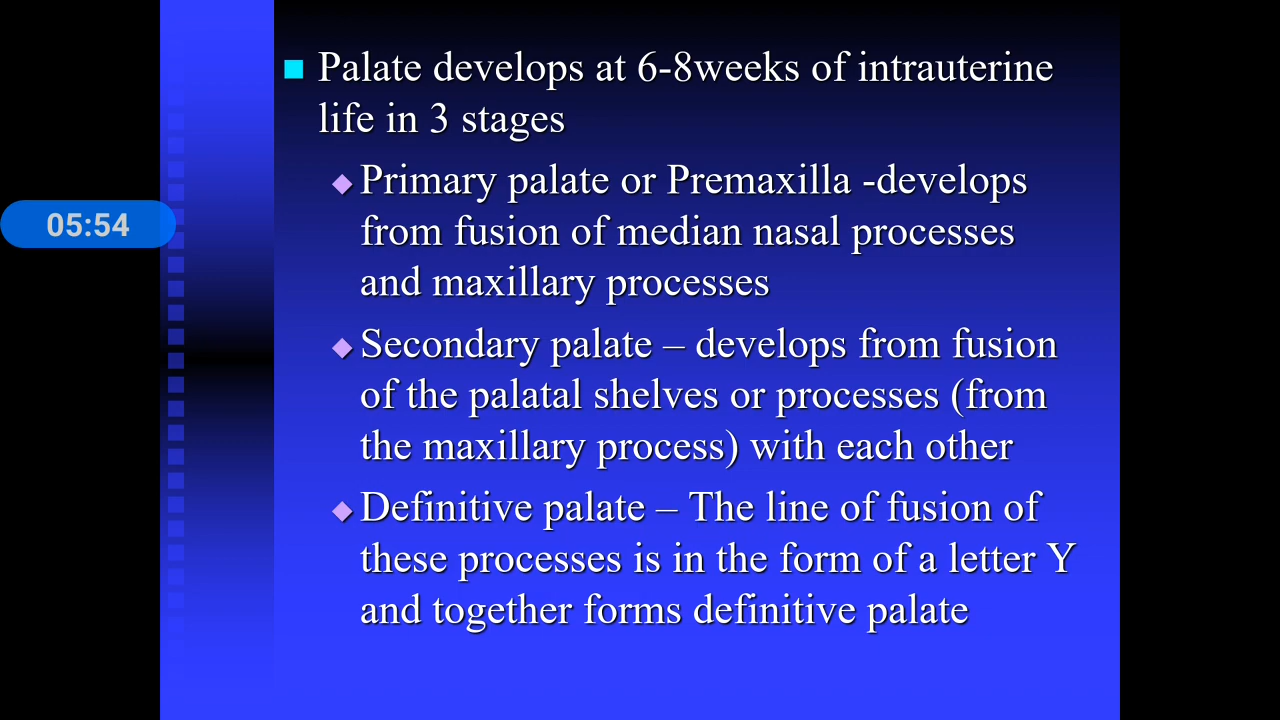 Palate develops at 6-8weeks of intrauterine
life in 3 stages
Primary palate or Premaxilla -develops
from fusion of median nasal processes
and maxillary processes
05:54
Secondary palate – develops from fusion
of the palatal shelves or processes (from
the maxillary process) with each other
Definitive palate – The line of fusion of
these processes is in the form of a letter Y
and together forms definitive palate